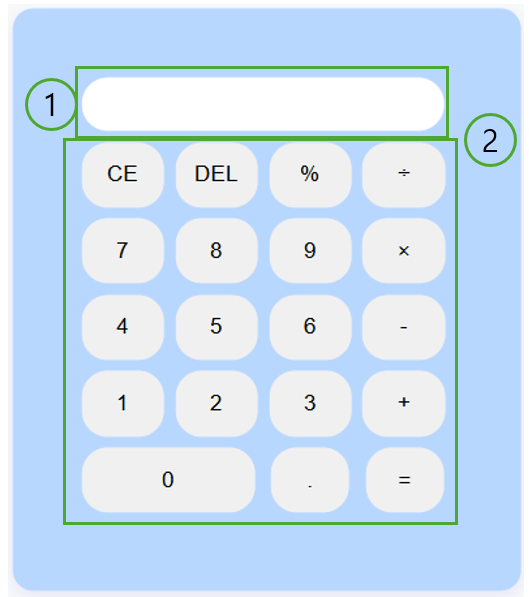 1
2
CE DEL % ÷
7 8 9 ×
4 5 6 -
1 2 3 +
0 . =